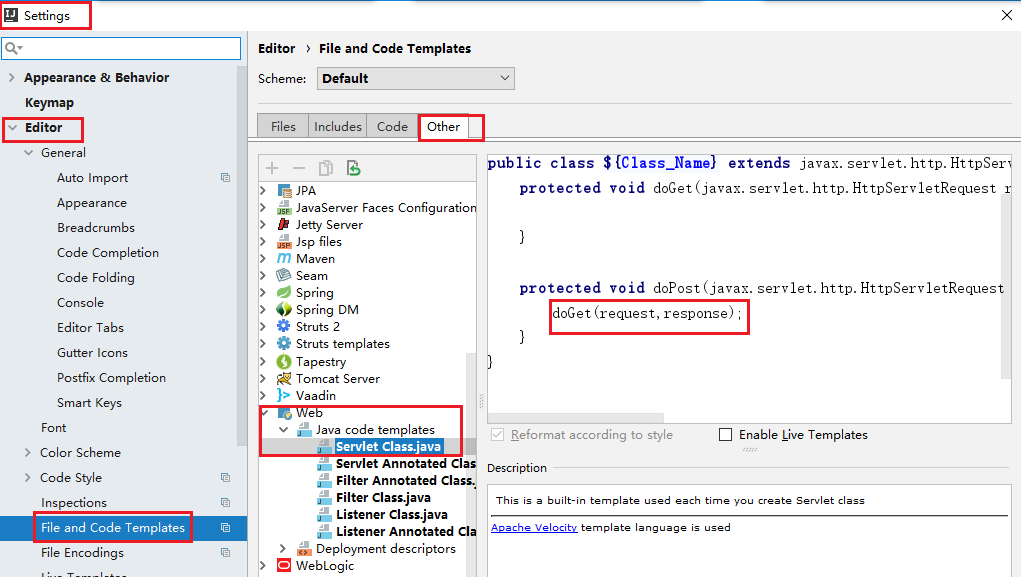 Settings
Editor › File and Code Templates
Scheme: Default
Appearance & Behavior
Keymap
Editor
General
Auto Import
Appearance
Breadcrumbs
Code Completion
Code Folding
Console
Editor Tabs
Gutter Icons
Postfix Completion
Smart Keys
Font
Color Scheme
Code Style
Inspections
File and Code Templates
File Encodings
Live Templates
Files Includes Code Other
JPA
JavaServer Faces Configuration
Jetty Server
Jsp files
Maven
Seam
Spring
Spring DM
Struts 2
Struts templates
Tapestry
Tomcat Server
Vaadin
Web
Java code templates
Servlet Class.java
Servlet Annotated Clas
Filter Annotated Class.
Filter Class.java
Listener Class.java
Listener Annotated Cla
Deployment descriptors
WebLogic
public class ${Class_Name} extends javax.servlet.http.HttpServ
protected void doGet(javax.servlet.http.HttpServletRequest r
}
protected void doPost(javax.servlet.http.HttpServletRequest
doGet(request,response);
}
}
Reformat according to style Enable Live Templates
Description
This is a built-in template used each time you create Servlet class
Apache Velocity template language is used